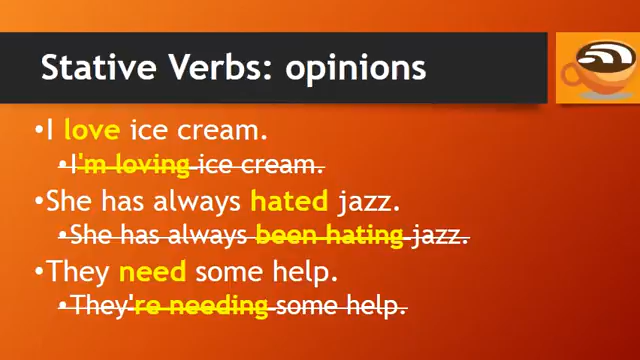 Stative Verbs: opinions
•I love ice cream.
•I'm loving ice cream.
•She has always hated jazz.
•She has always been hating jazz.
•They need some help.
•They're needing some help.